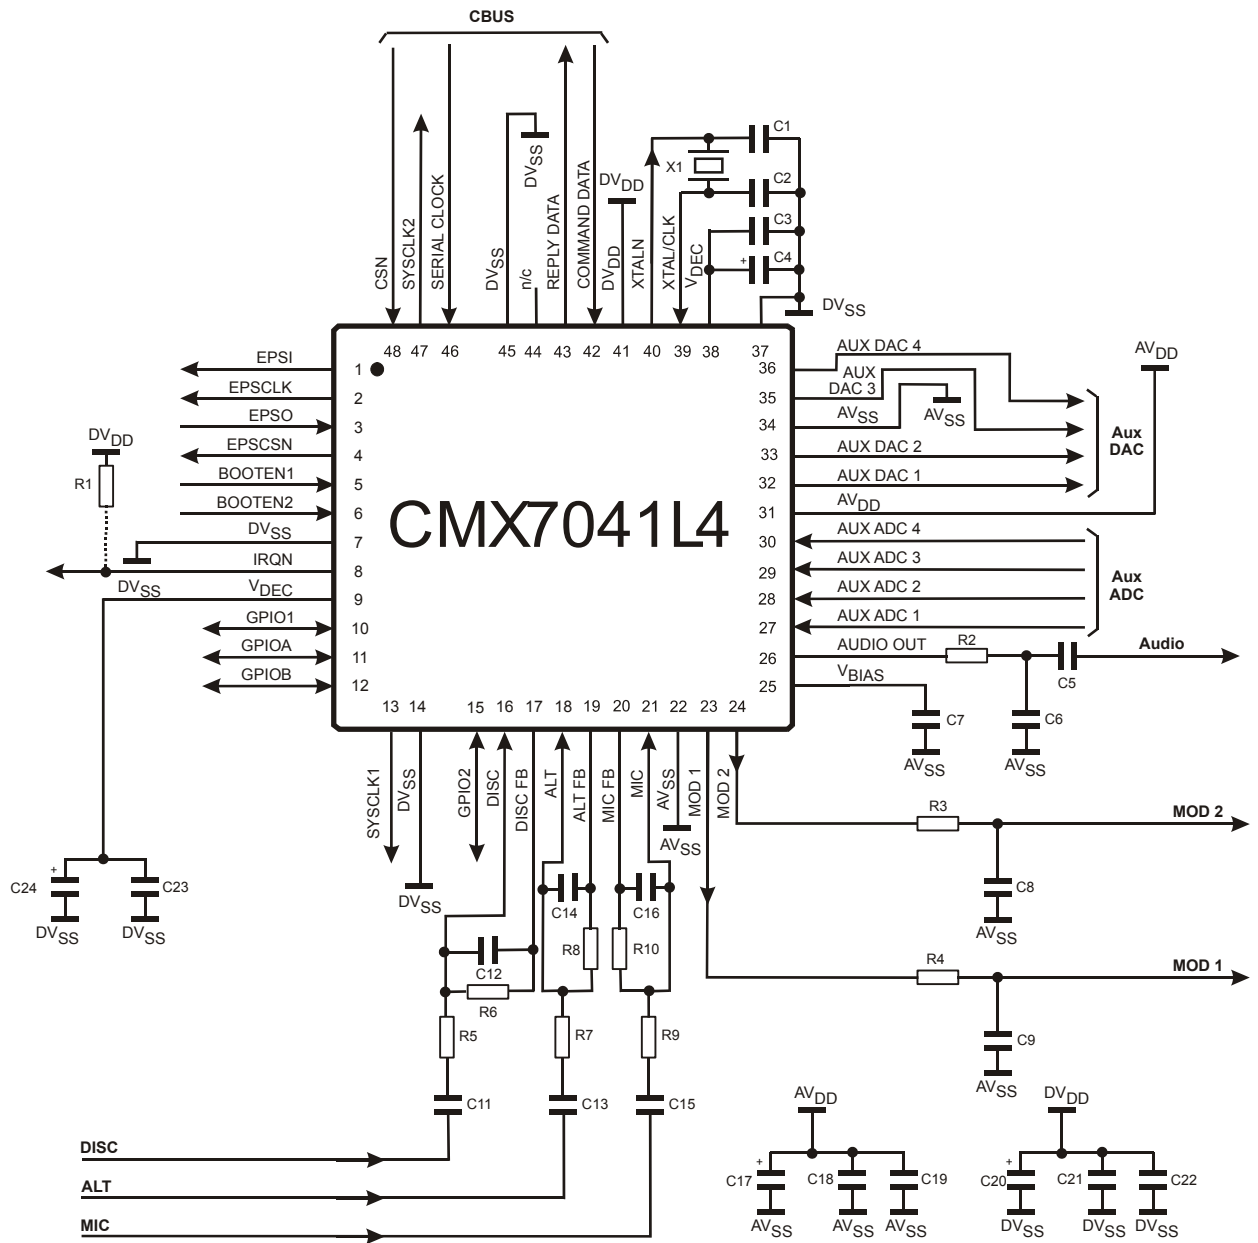 CBUS
CSN
SYSCLK2
SERIAL CLOCK
DVSS
DVSS
n/c
REPLY DATA
COMMAND DATA
DVDD
DVDD
XTALN
XTAL/CLK
VDEC
X1
C1
C2
C3
C4
+
DVSS
48 47 46 45 44 43 42 41 40 39 38 37
EPSI
1
EPSCLK
2
EPSO
3
EPSCSN
4
BOOTEN1
5
BOOTEN2
6
DVSS
7
IRQN
8
VDEC
9
GPIO1
10
GPIOA
11
GPIOB
12
DVDD
R1
DVSS
CMX7041L4
36
AUX DAC 4
35
AUX
DAC 3
34
AVSS
AVSS
33
AUX DAC 2
32
AUX DAC 1
31
AVDD
AVDD
Aux
DAC
30
AUX ADC 4
29
AUX ADC 3
28
AUX ADC 2
27
AUX ADC 1
Aux
ADC
26
AUDIO OUT
R2
C5
Audio
25
VBIAS
C7
AVSS
C6
AVSS
13 14 15 16 17 18 19 20 21 22 23 24
SYSCLK1
DVSS
GPIO2
DISC
DISC FB
ALT
ALT FB
MIC FB
MIC
AVSS
MOD 1
MOD 2
AVSS
DVSS
R3
MOD 2
C8
AVSS
R4
MOD 1
C9
AVSS
+
C24
DVSS
C23
DVSS
C14
C16
R8
R10
C12
R6
R5
R7
R9
C11
C13
C15
DISC
ALT
MIC
AVDD
+
C17
C18
C19
AVSS
AVSS
AVSS
DVDD
+
C20
C21
C22
DVSS
DVSS
DVSS